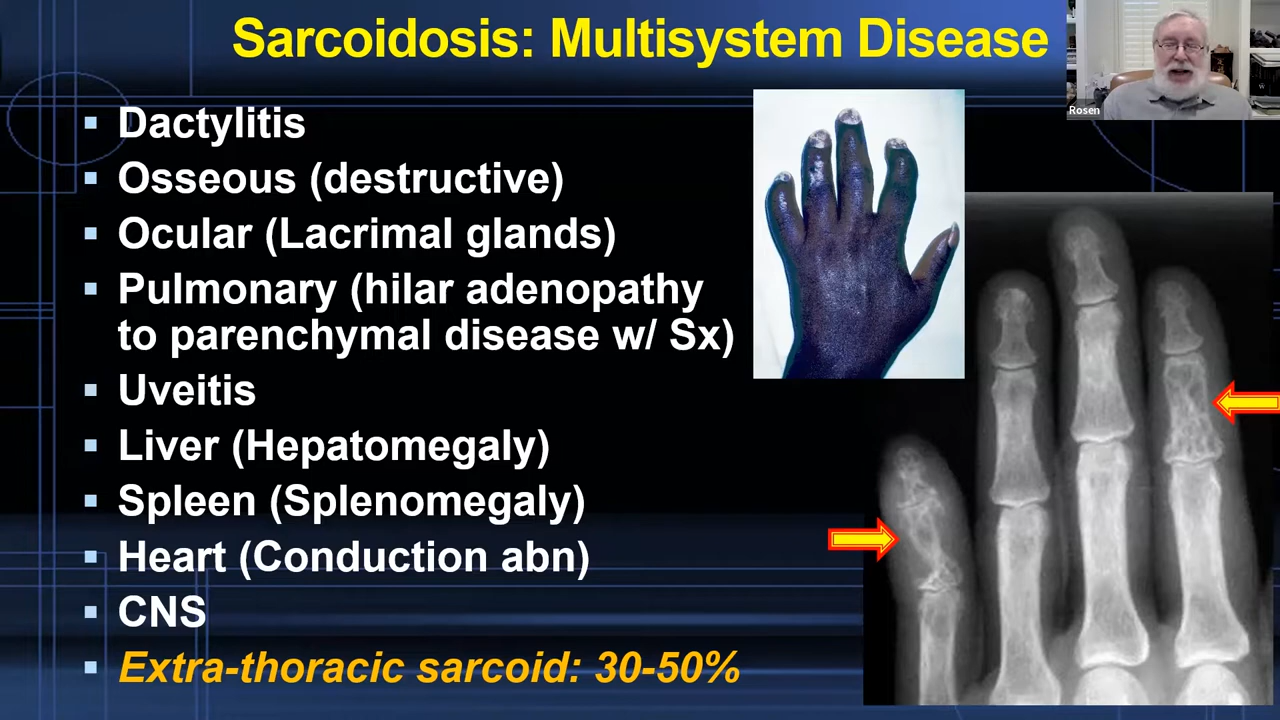 Sarcoidosis: Multisystem Disease
Rosen
▪ Dactylitis
▪ Osseous (destructive)
▪ Ocular (Lacrimal glands)
▪ Pulmonary (hilar adenopathy
to parenchymal disease w/ Sx)
▪ Uveitis
▪ Liver (Hepatomegaly)
▪ Spleen (Splenomegaly)
▪ Heart (Conduction abn)
▪ CNS
▪ Extra-thoracic sarcoid: 30-50%